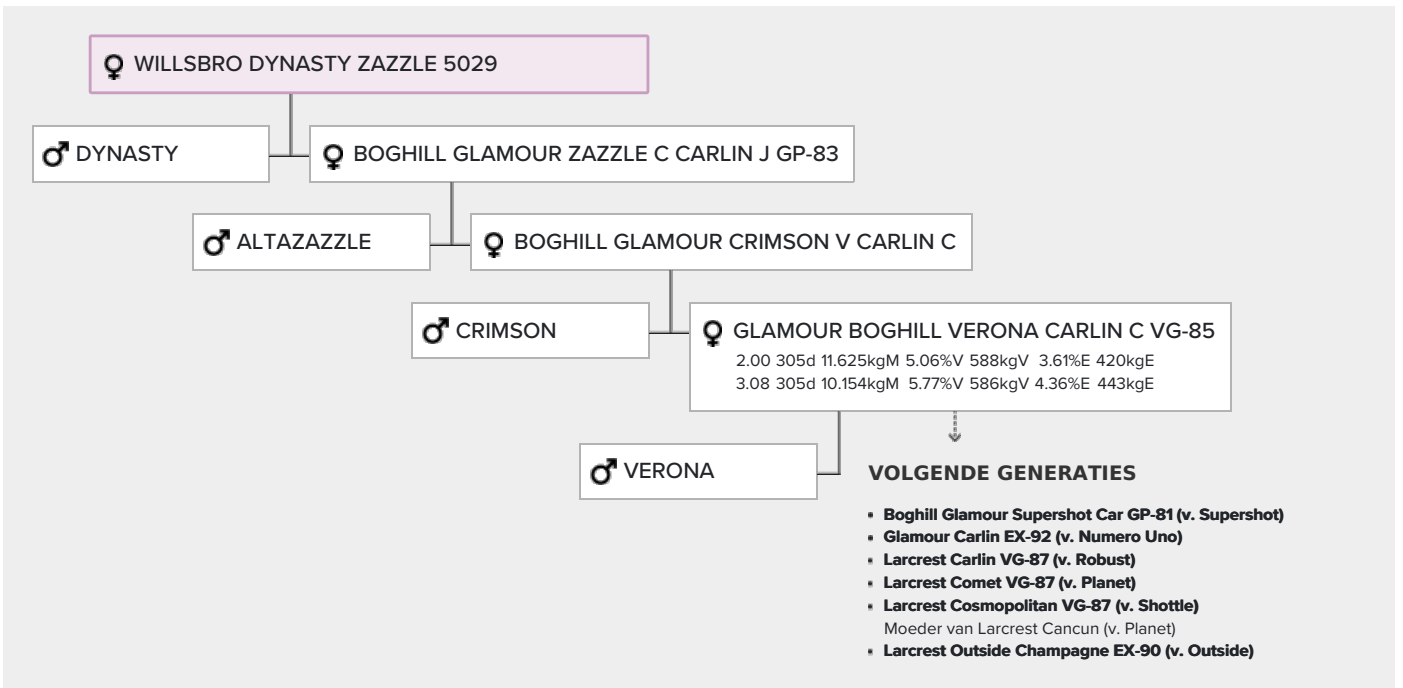 WILLSBRO DYNASTY ZAZZLE 5029
DYNASTY
BOGHILL GLAMOUR ZAZZLE C CARLIN J GP-83
ALTAZAZZLE
BOGHILL GLAMOUR CRIMSON V CARLIN C
CRIMSON
GLAMOUR BOGHILL VERONA CARLIN C VG-85
2.00 305d 11.625kgM 5.06%V 588kgV 3.61%E 420kgE
3.08 305d 10.154kgM 5.77%V 586kgV 4.36%E 443kgE
VERONA
VOLGENDE GENERATIES
Boghill Glamour Supershot Car GP-81 (v. Supershot)
Glamour Carlin EX-92 (v. Numero Uno)
Larcrest Carlin VG-87 (v. Robust)
Larcrest Comet VG-87 (v. Planet)
Larcrest Cosmopolitan VG-87 (v. Shottle)
Moeder van Larcrest Cancun (v. Planet)
Larcrest Outside Champagne EX-90 (v. Outside)